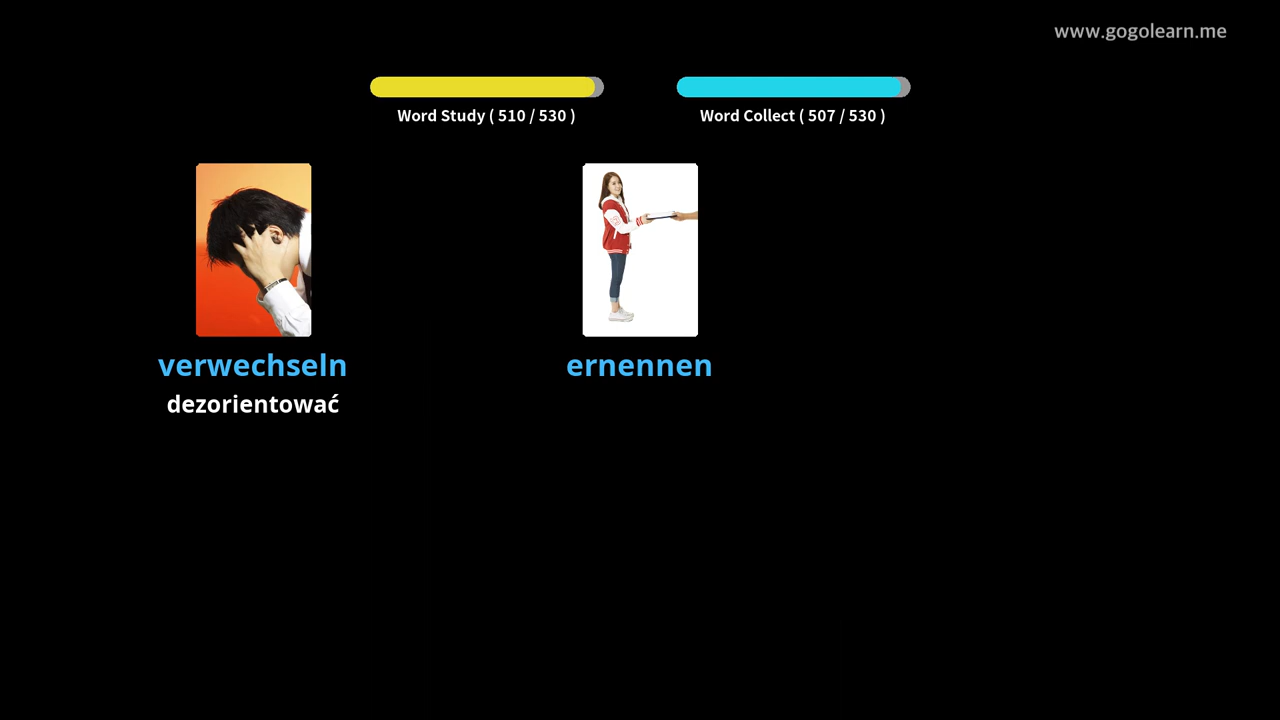 www.gogolearn.me
Word Study ( 510 / 530 )
Word Collect ( 507 / 530 )
verwechseln
dezorientować
ernennen